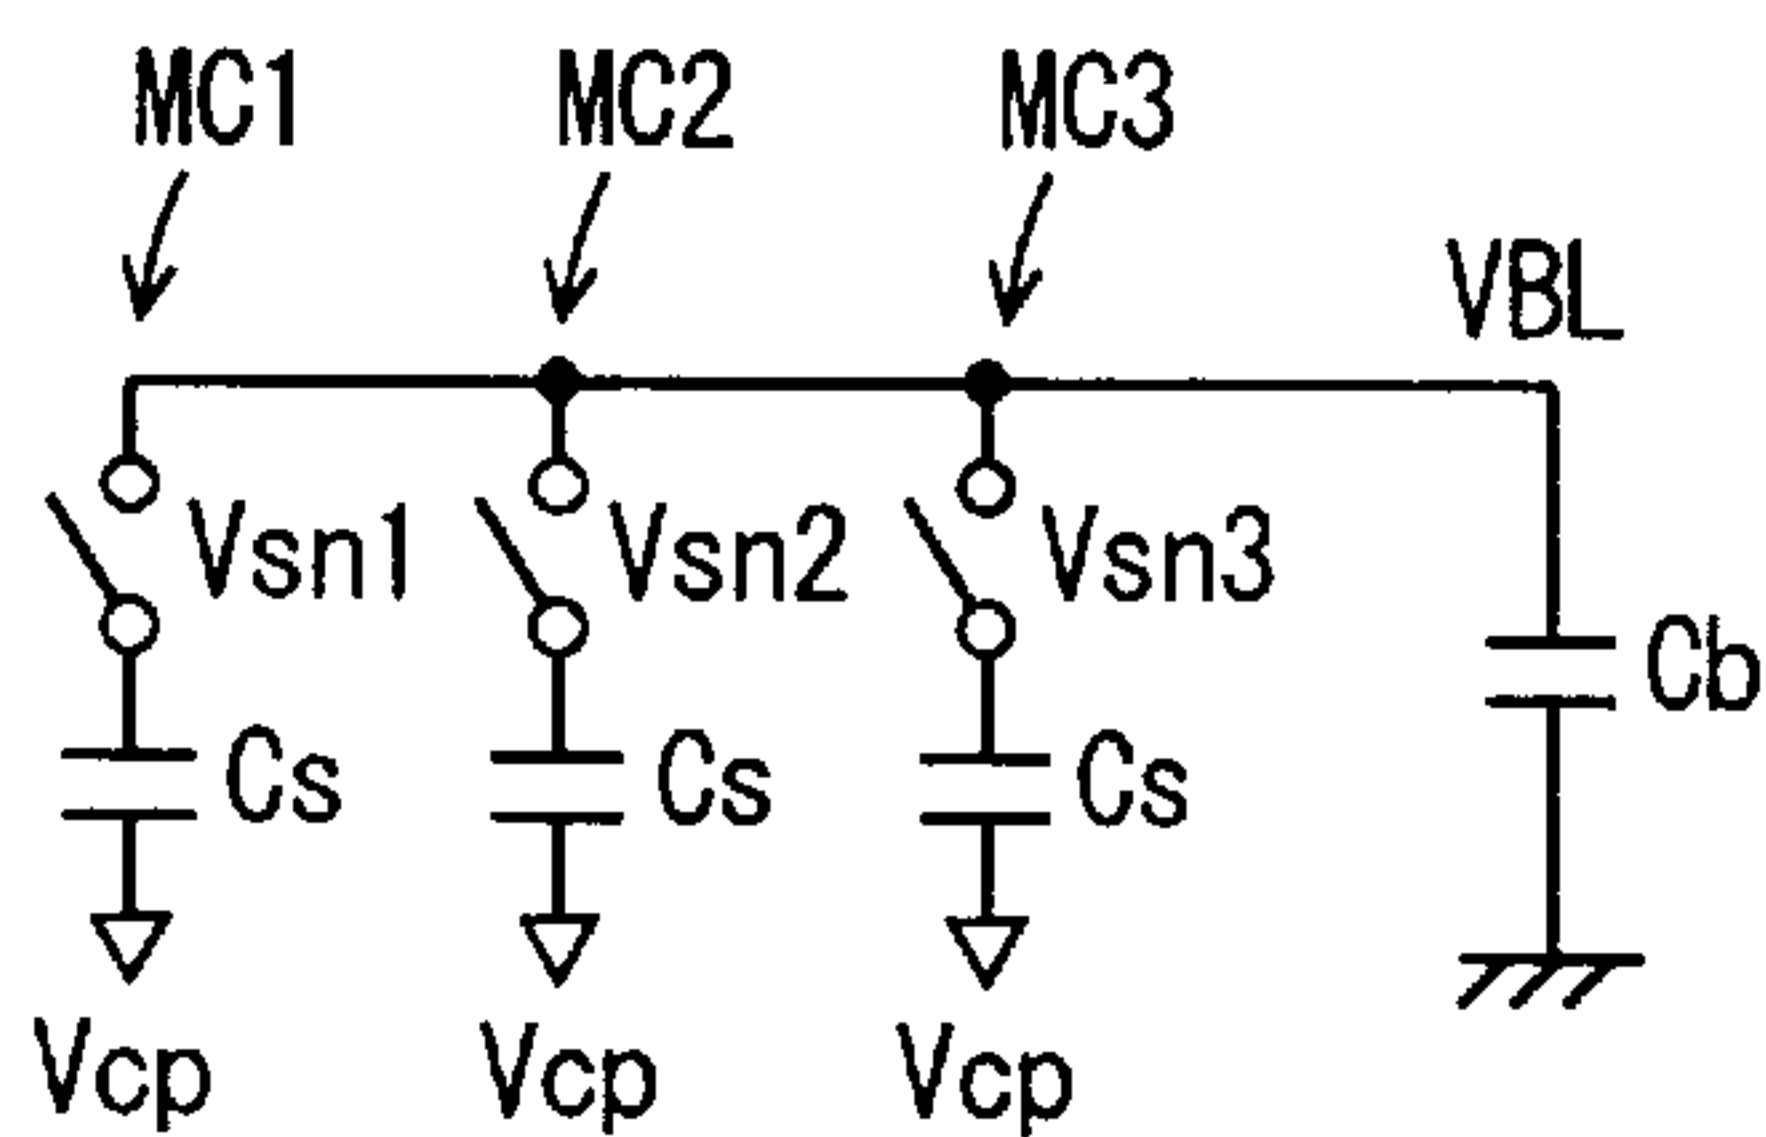 MC1 MC2 MC3
VBL
Vsn1 Vsn2 Vsn3
Cb
Cs Cs Cs
Vcp Vcp Vcp